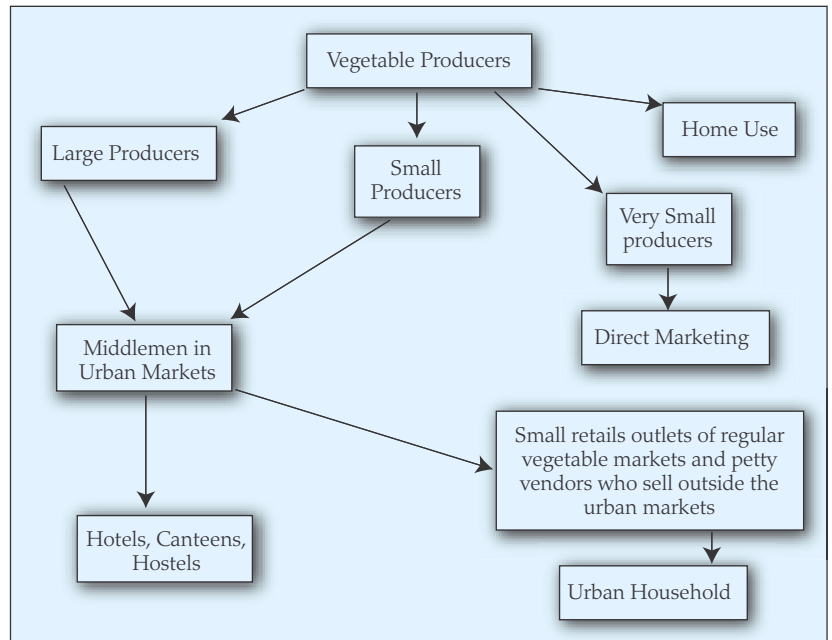 Vegetable Producers
Large Producers
Small
Producers
Home Use
Very Small
producers
Direct Marketing
Middlemen in
Urban Markets
Small retails outlets of regular
vegetable markets and petty
vendors who sell outside the
urban markets
Hotels, Canteens,
Hostels
Urban Household